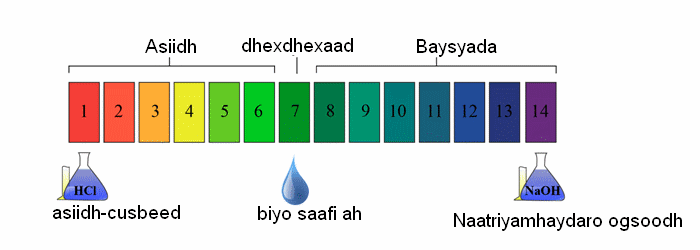 Asiidh dhexdhexaad Baysyada
1 2 3 4 5 6 7 8 9 10 11 12 13 14
HCl NaOH
asiidh-cusbeed biyo saafi ah Naatriyamhaydaro ogsoodh